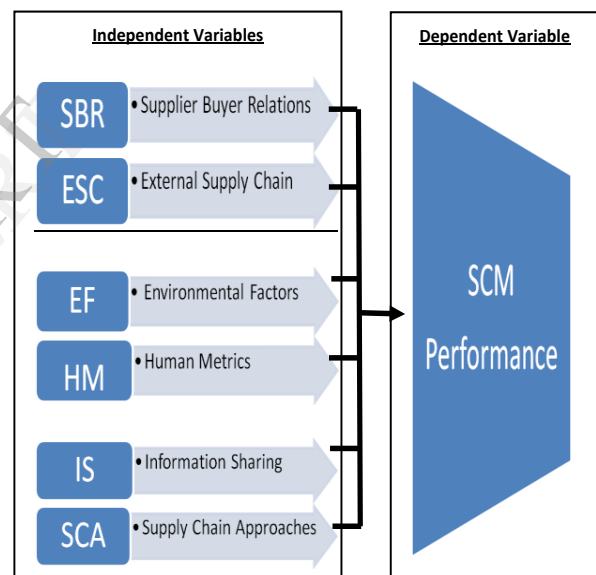 Independent Variables
Dependent Variable
SBR
• Supplier Buyer Relations
ESC
• External Supply Chain
EF
• Environmental Factors
HM
• Human Metrics
IS
• Information Sharing
SCA
• Supply Chain Approaches
SCM
Performance